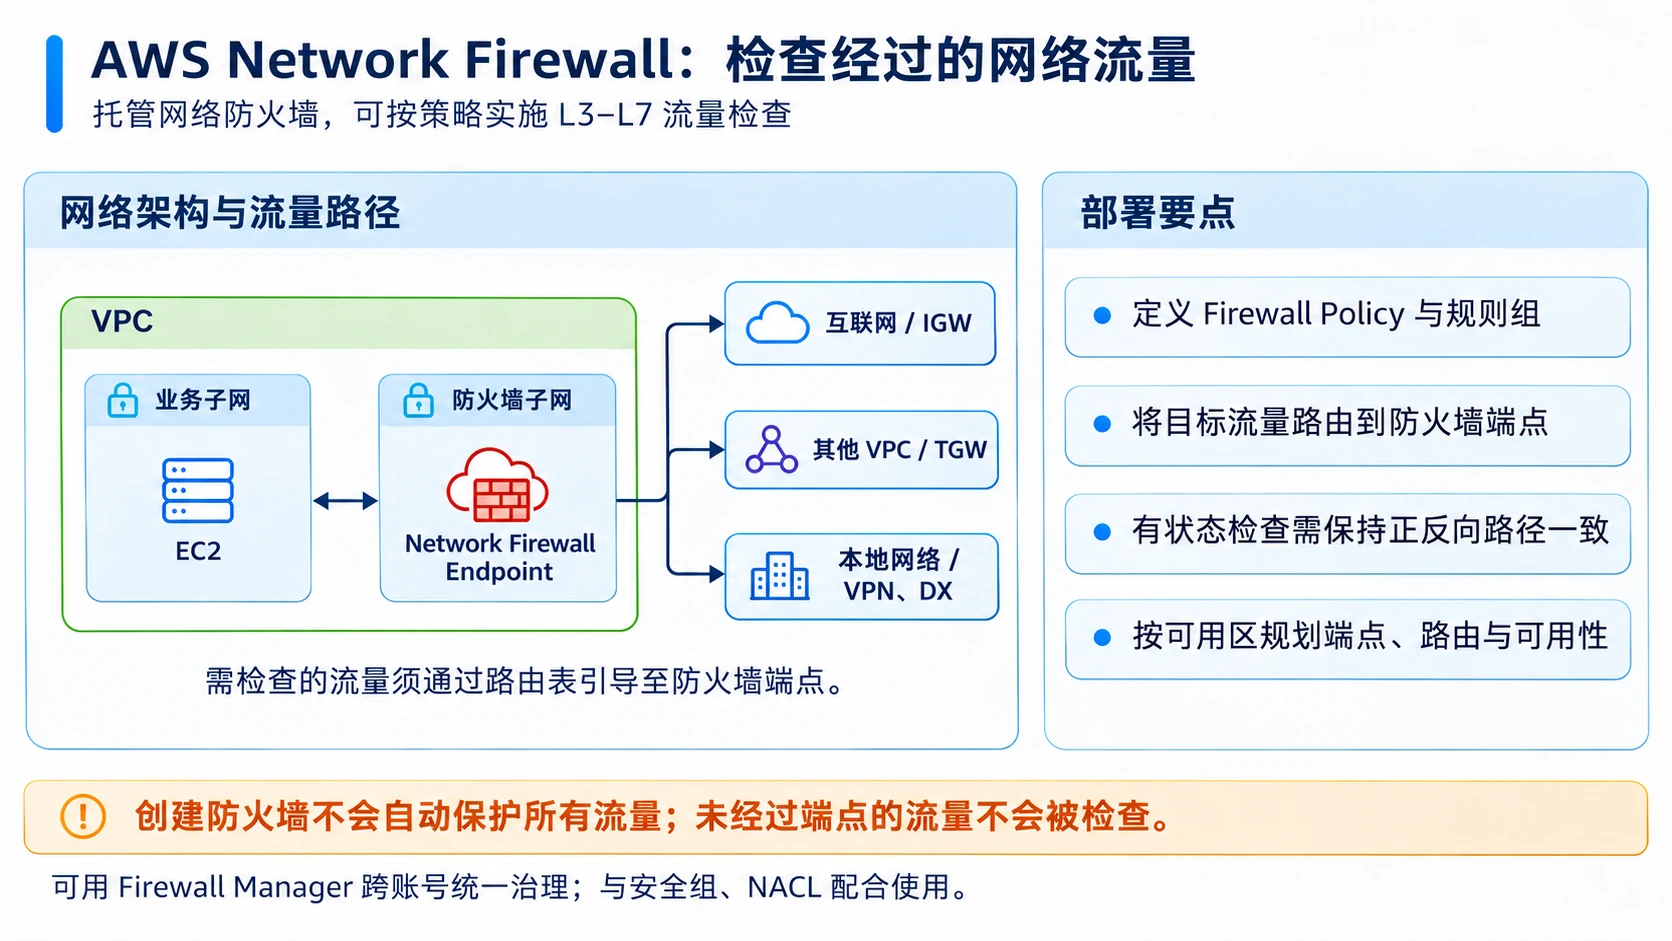 AWS Network Firewall：检查经过的网络流量
托管网络防火墙，可按策略实施 L3–L7 流量检查
网络架构与流量路径
VPC
业务子网
EC2
防火墙子网
Network Firewall
Endpoint
互联网 / IGW
其他 VPC / TGW
本地网络 /
VPN、DX
需检查的流量须通过路由表引导至防火墙端点。
部署要点
定义 Firewall Policy 与规则组
将目标流量路由到防火墙端点
有状态检查需保持正反向路径一致
按可用区规划端点、路由与可用性
创建防火墙不会自动保护所有流量；未经过端点的流量不会被检查。
可用 Firewall Manager 跨账号统一治理；与安全组、NACL 配合使用。